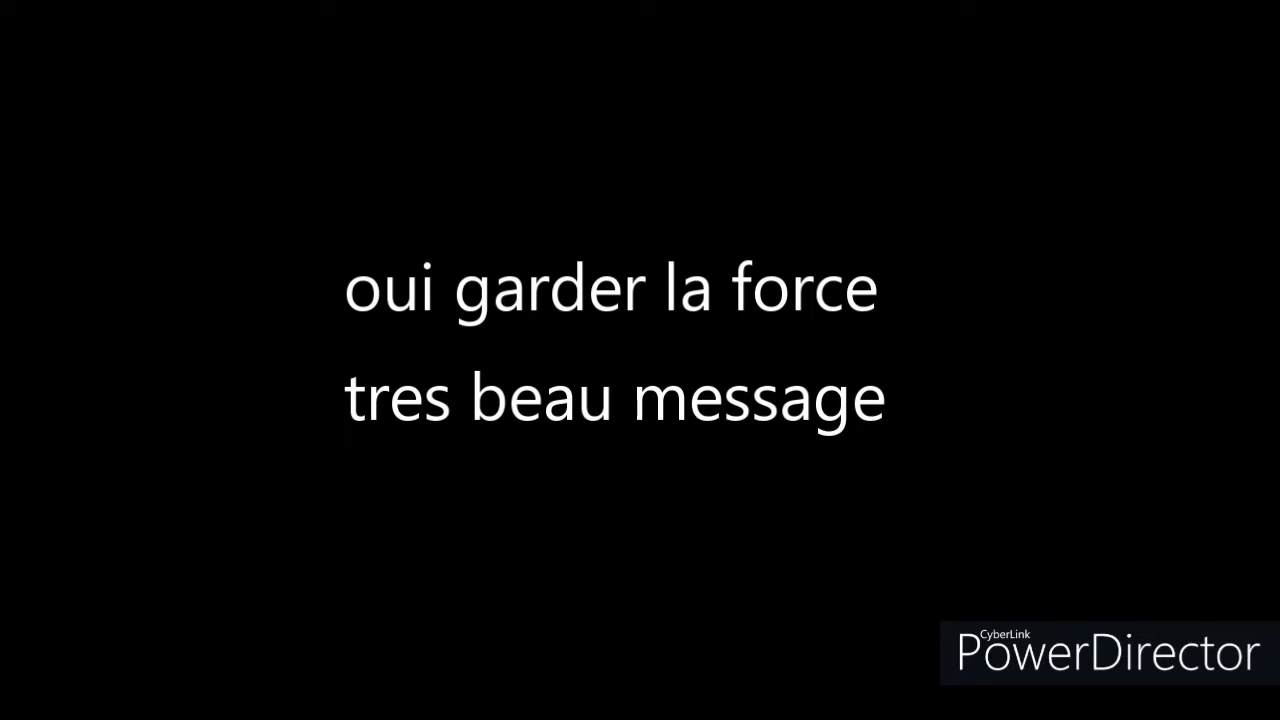 oui garder la force
tres beau message
CyberLink
PowerDirector